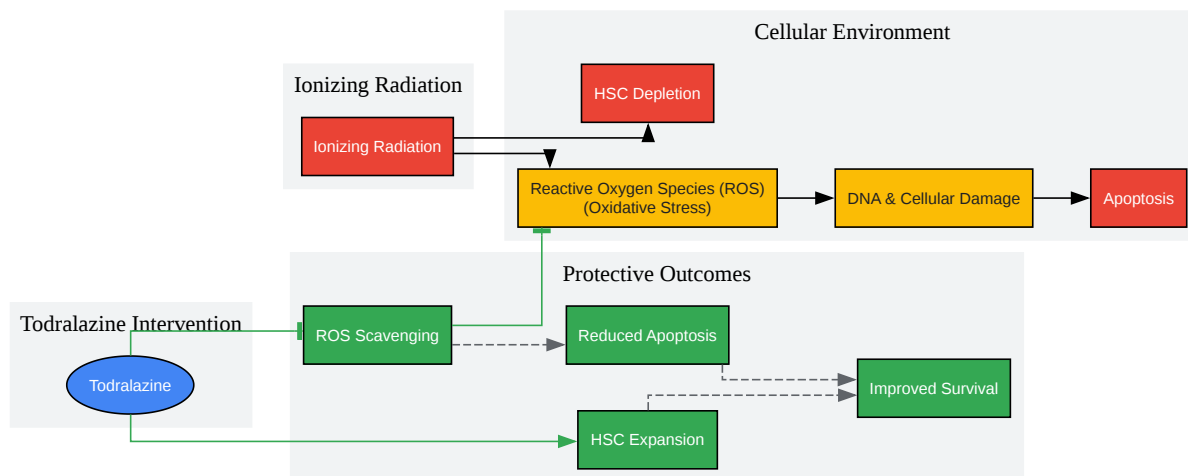 Cellular Environment
Ionizing Radiation
HSC Depletion
Ionizing Radiation
Reactive Oxygen Species (ROS)
(Oxidative Stress)
DNA & Cellular Damage
Apoptosis
Protective Outcomes
Todralazine Intervention
ROS Scavenging
Reduced Apoptosis
Todralazine
Improved Survival
HSC Expansion